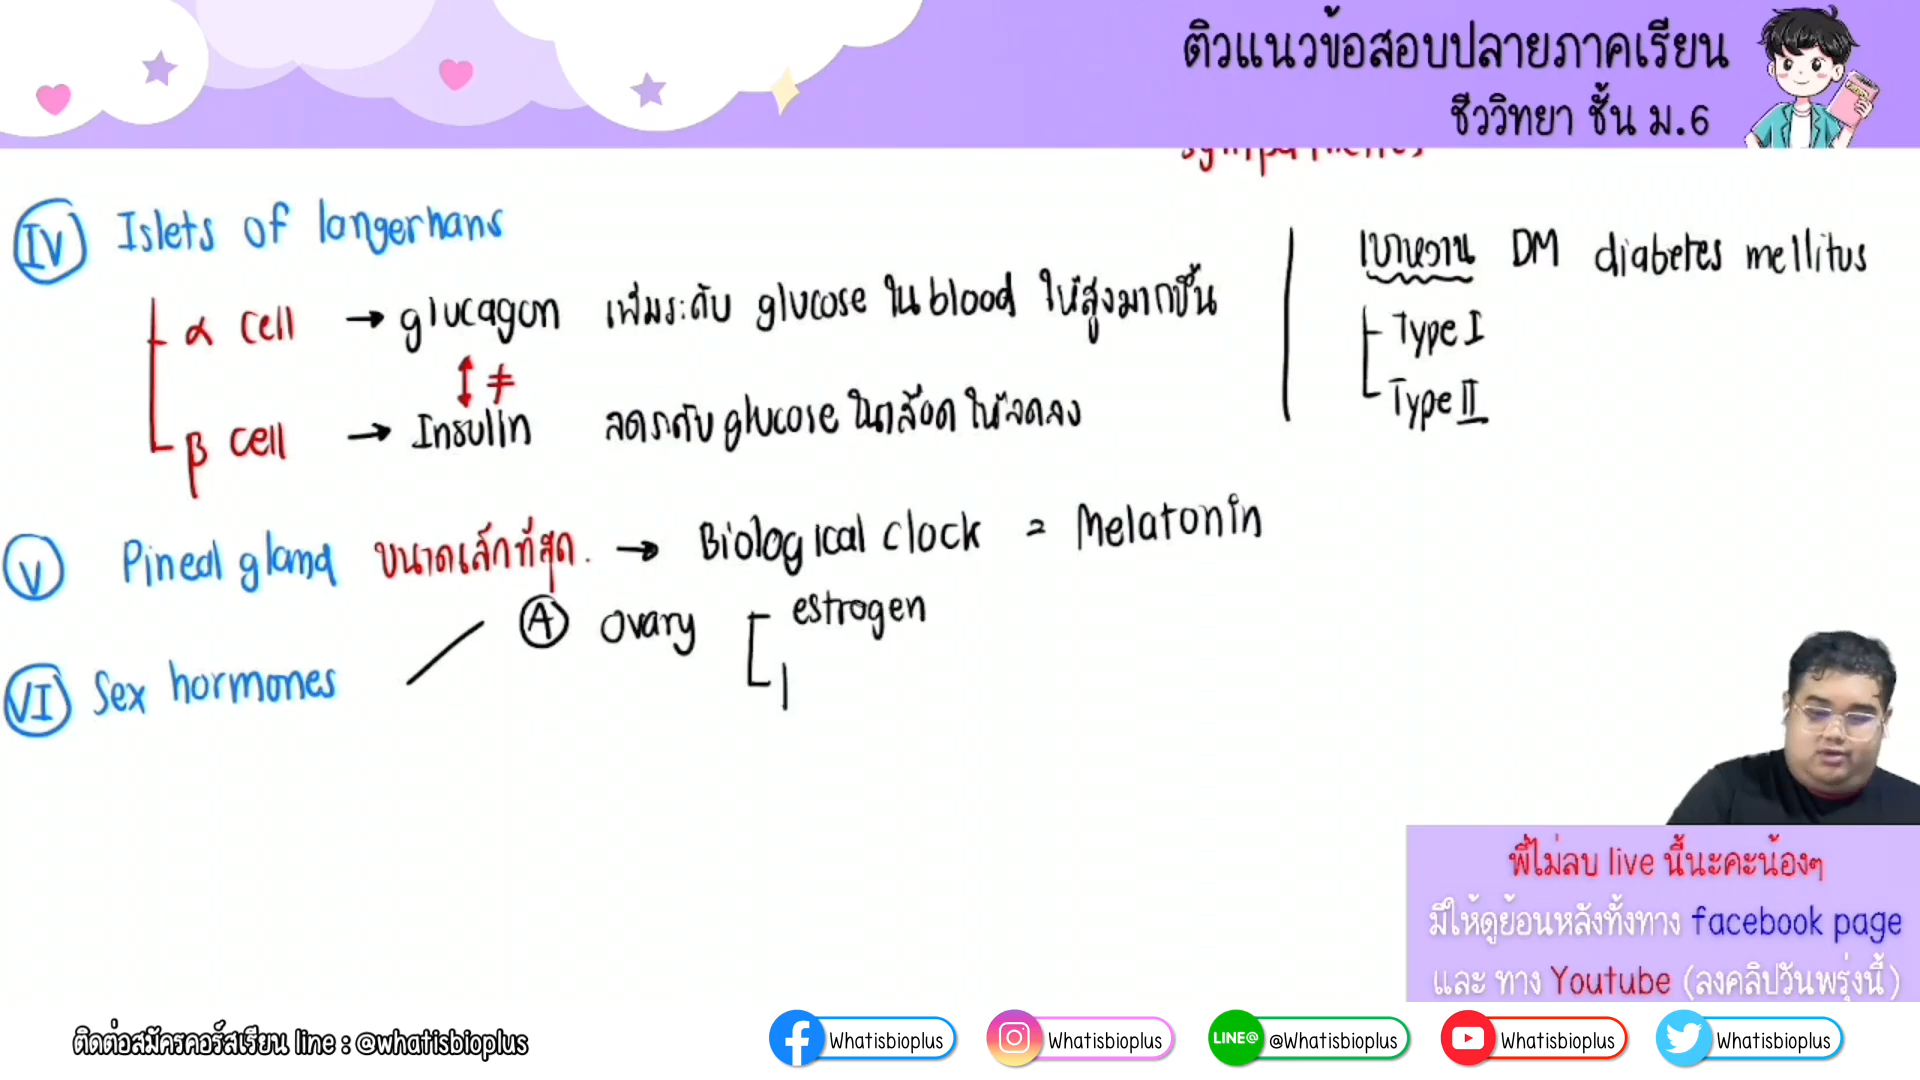 ติวแนวข้อสอบปลายภาคเรียน
ชีววิทยา ชั้น ม.6
IV Islets of langerhans
α cell → glucagon เพิ่มระดับ glucose ใน blood ให้สูงมากขึ้น
↕ ≠
β cell → Insulin ลดระดับ glucose ในเลือด ให้ลดลง
เบาหวาน DM diabetes mellitus
Type I
Type II
V Pineal gland ขนาดเล็กที่สุด. → Biological clock = Melatonin
VI Sex hormones
A Ovary estrogen
พี่ไม่ลบ live นี้นะคะน้องๆ
มีให้ดูย้อนหลังทั้งทาง facebook page
และ ทาง Youtube (ลงคลิปวันพรุ่งนี้)
ติดต่อสมัครคอร์สเรียน line : @whatisbioplus
Whatisbioplus
Whatisbioplus
LINE@ @Whatisbioplus
Whatisbioplus
Whatisbioplus